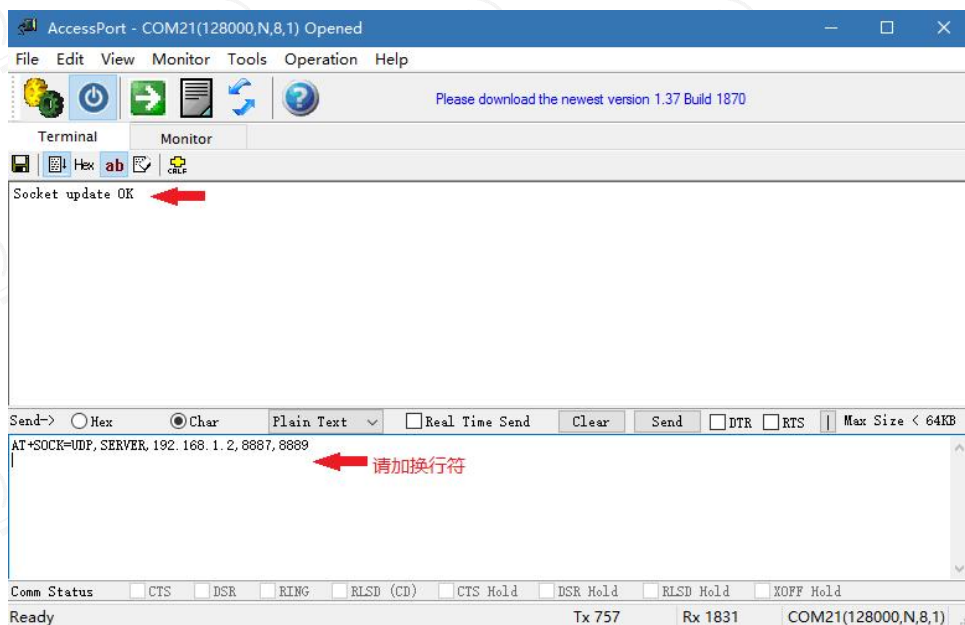 AccessPort - COM21(128000,N,8,1) Opened
File Edit View Monitor Tools Operation Help
Please download the newest version 1.37 Build 1870
Terminal Monitor
Hex ab CRLF
Socket update OK
Send-> Hex Char Plain Text Real Time Send Clear Send DTR RTS | Max Size < 64KB
AT+SOCK=UDP,SERVER,192.168.1.2,8887,8889
请加换行符
Comm Status CTS DSR RING RLSD (CD) CTS Hold DSR Hold RLSD Hold XOFF Hold
Ready Tx 757 Rx 1831 COM21(128000,N,8,1)